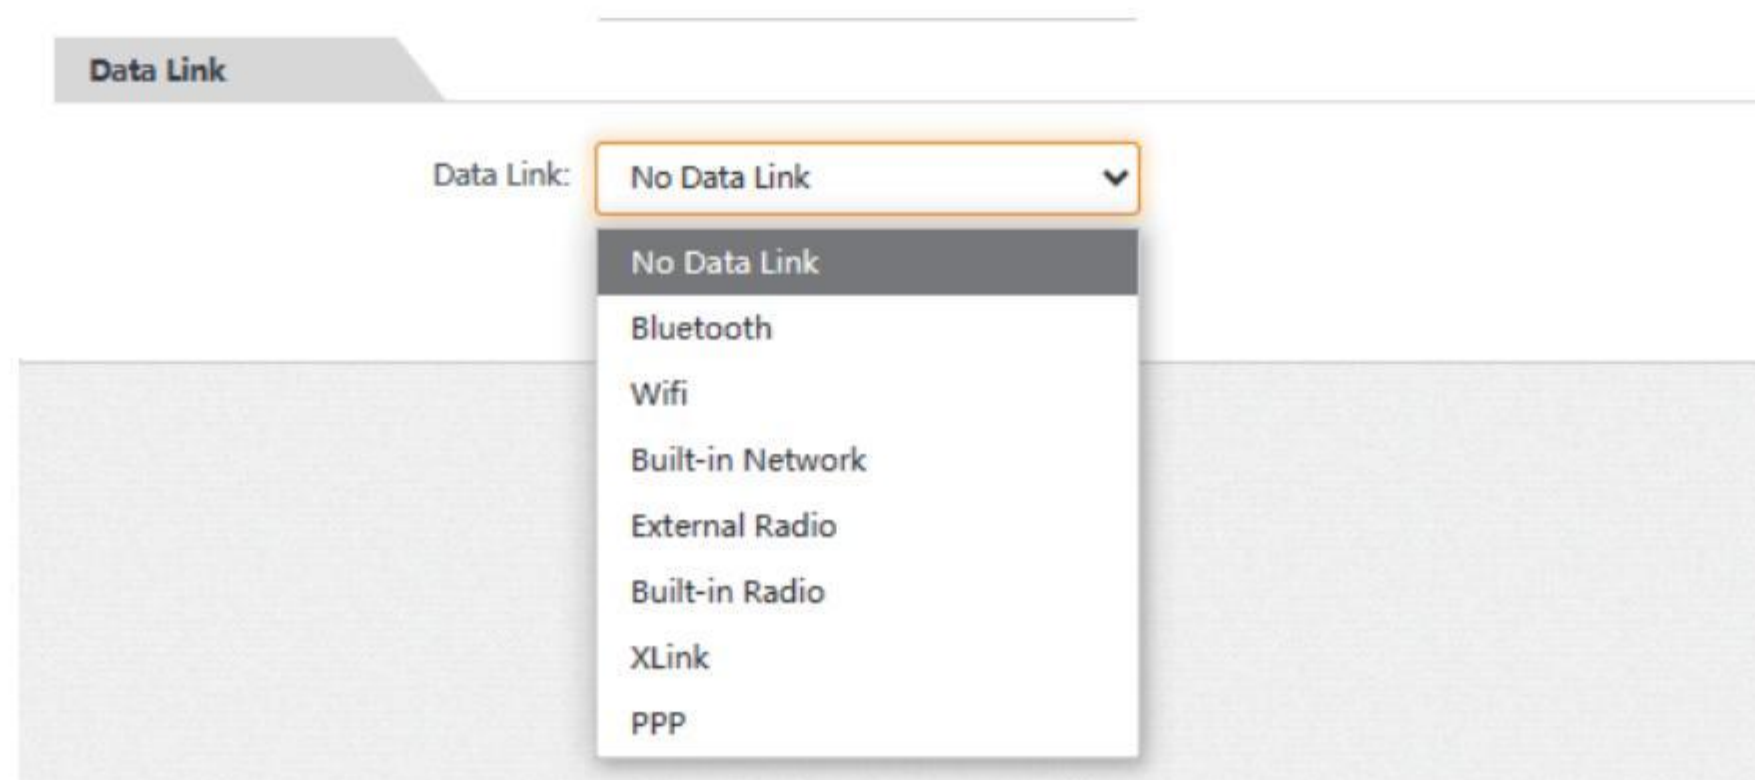 Data Link
Data Link: No Data Link
No Data Link
Bluetooth
Wifi
Built-in Network
External Radio
Built-in Radio
XLink
PPP